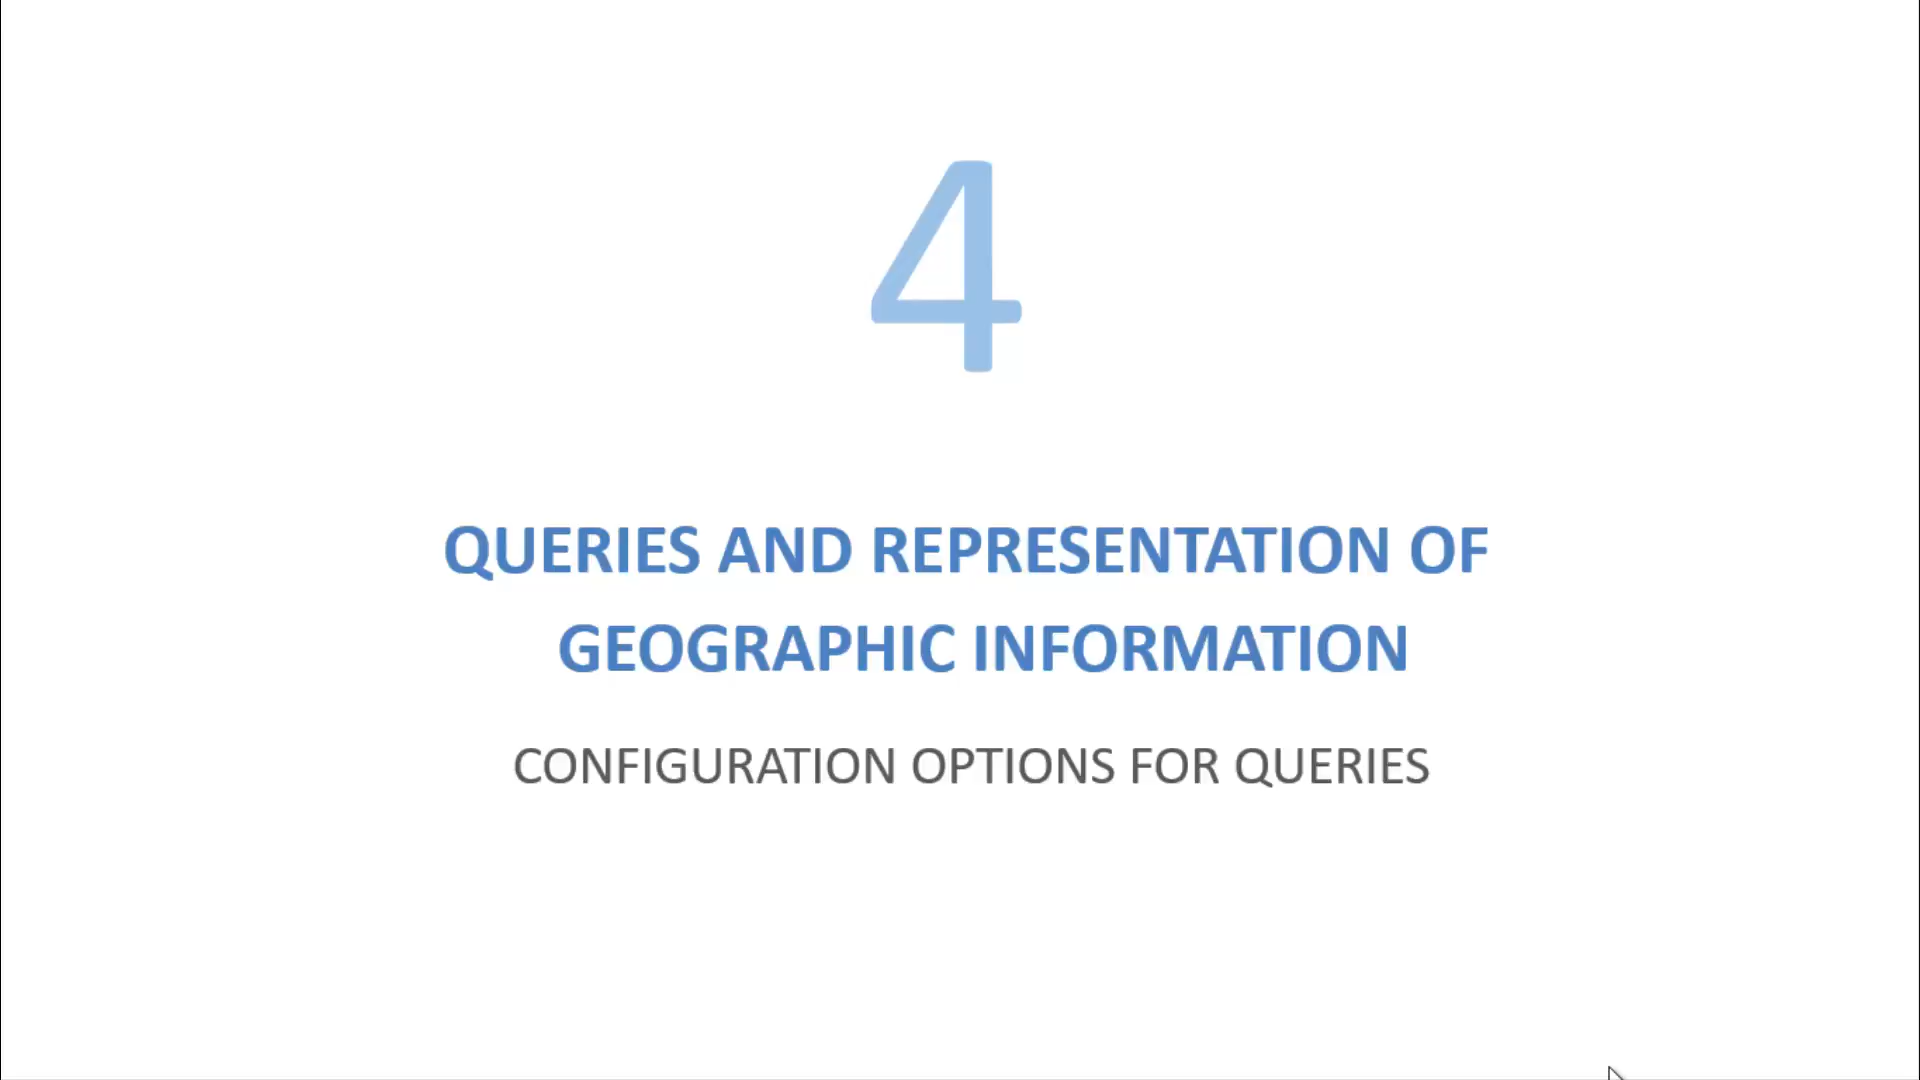 4
QUERIES AND REPRESENTATION OF
GEOGRAPHIC INFORMATION
CONFIGURATION OPTIONS FOR QUERIES